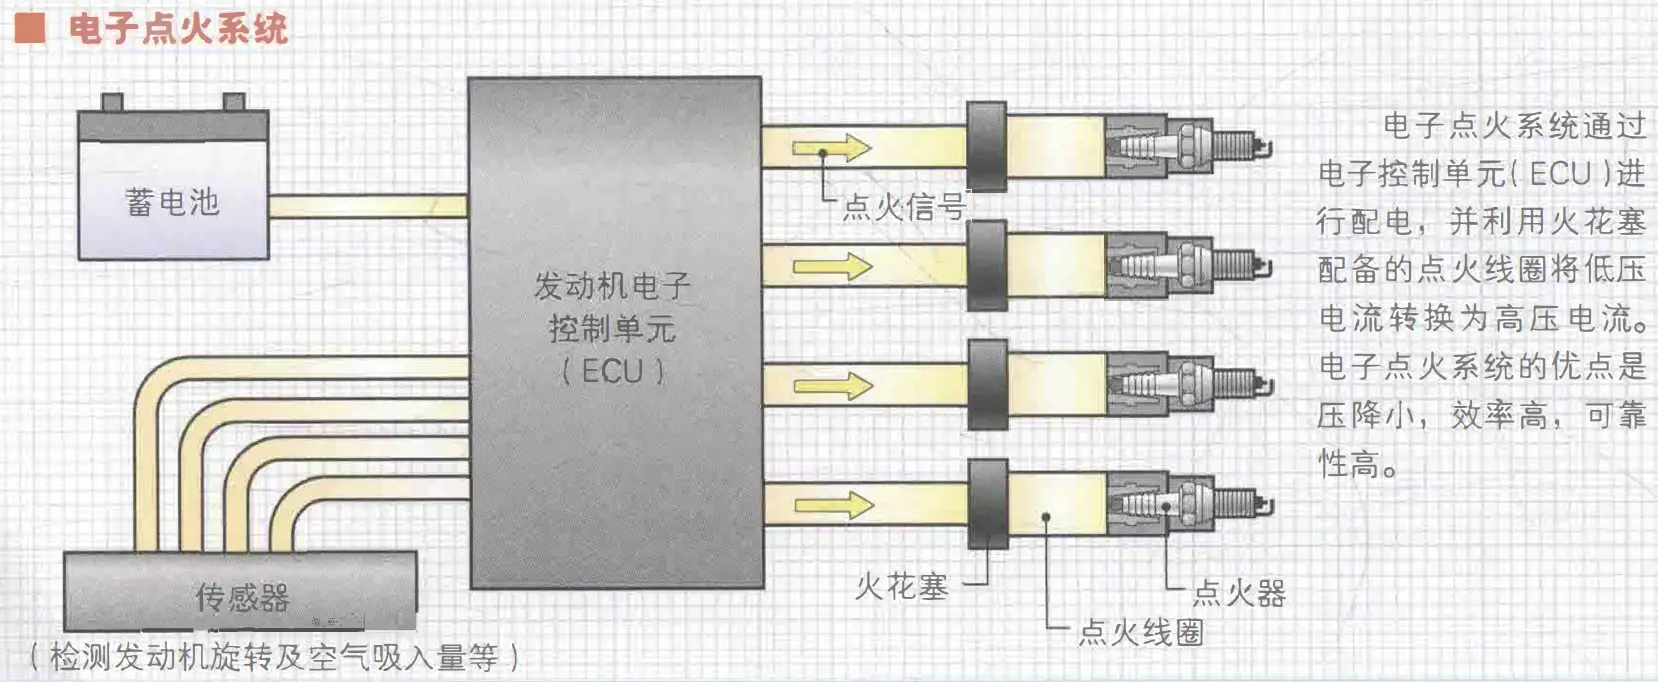 电子点火系统
蓄电池
发动机电子
控制单元
(ECU)
点火信号
传感器
(检测发动机旋转及空气吸入量等)
火花塞
点火线圈
点火器
电子点火系统通过
电子控制单元(ECU)进
行配电，并利用火花塞
配备的点火线圈将低压
电流转换为高压电流。
电子点火系统的优点是
压降小，效率高，可靠
性高。